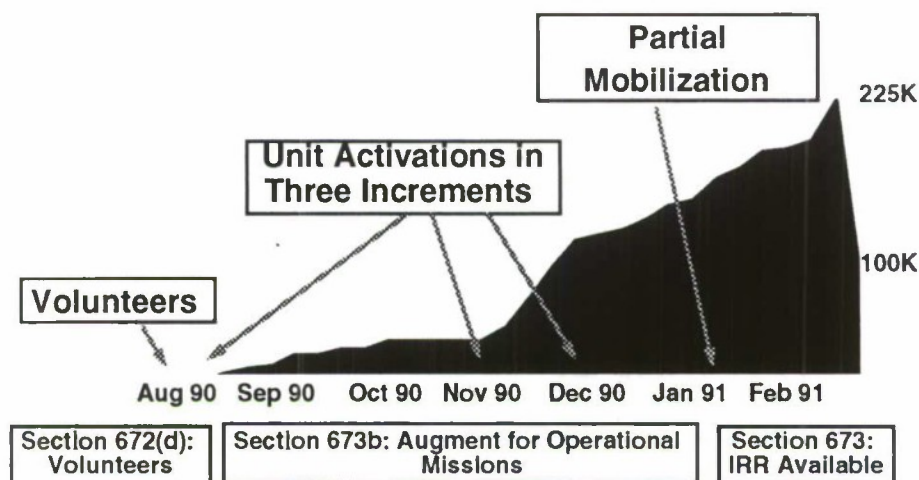 Partial
Mobilization
225K
Unit Activations in
Three Increments
100K
Volunteers
Aug 90 Sep 90 Oct 90 Nov 90 Dec 90 Jan 91 Feb 91
Section 672(d):
Volunteers
Section 673b: Augment for Operational
Missions
Section 673:
IRR Available